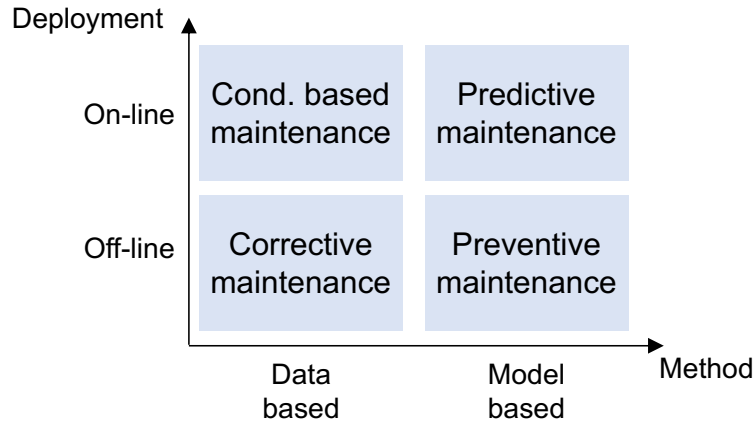 Deployment
On-line
Cond. based
maintenance
Predictive
maintenance
Off-line
Corrective
maintenance
Preventive
maintenance
Data
based
Model
based
Method